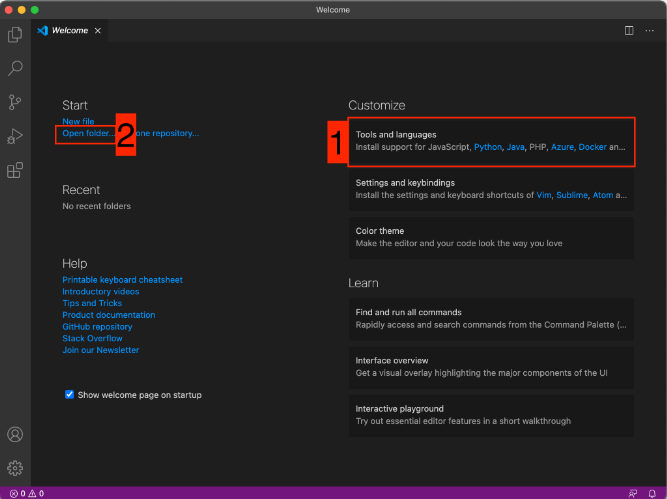 Welcome
Welcome
Start
New file
Open folder... one repository...
2
Recent
No recent folders
Help
Printable keyboard cheatsheet
Introductory videos
Tips and Tricks
Product documentation
GitHub repository
Stack Overflow
Join our Newsletter
Show welcome page on startup
Customize
1
Tools and languages
Install support for JavaScript, Python, Java, PHP, Azure, Docker an...
Settings and keybindings
Install the settings and keyboard shortcuts of Vim, Sublime, Atom a...
Color theme
Make the editor and your code look the way you love
Learn
Find and run all commands
Rapidly access and search commands from the Command Palette (...
Interface overview
Get a visual overlay highlighting the major components of the UI
Interactive playground
Try out essential editor features in a short walkthrough
0 0